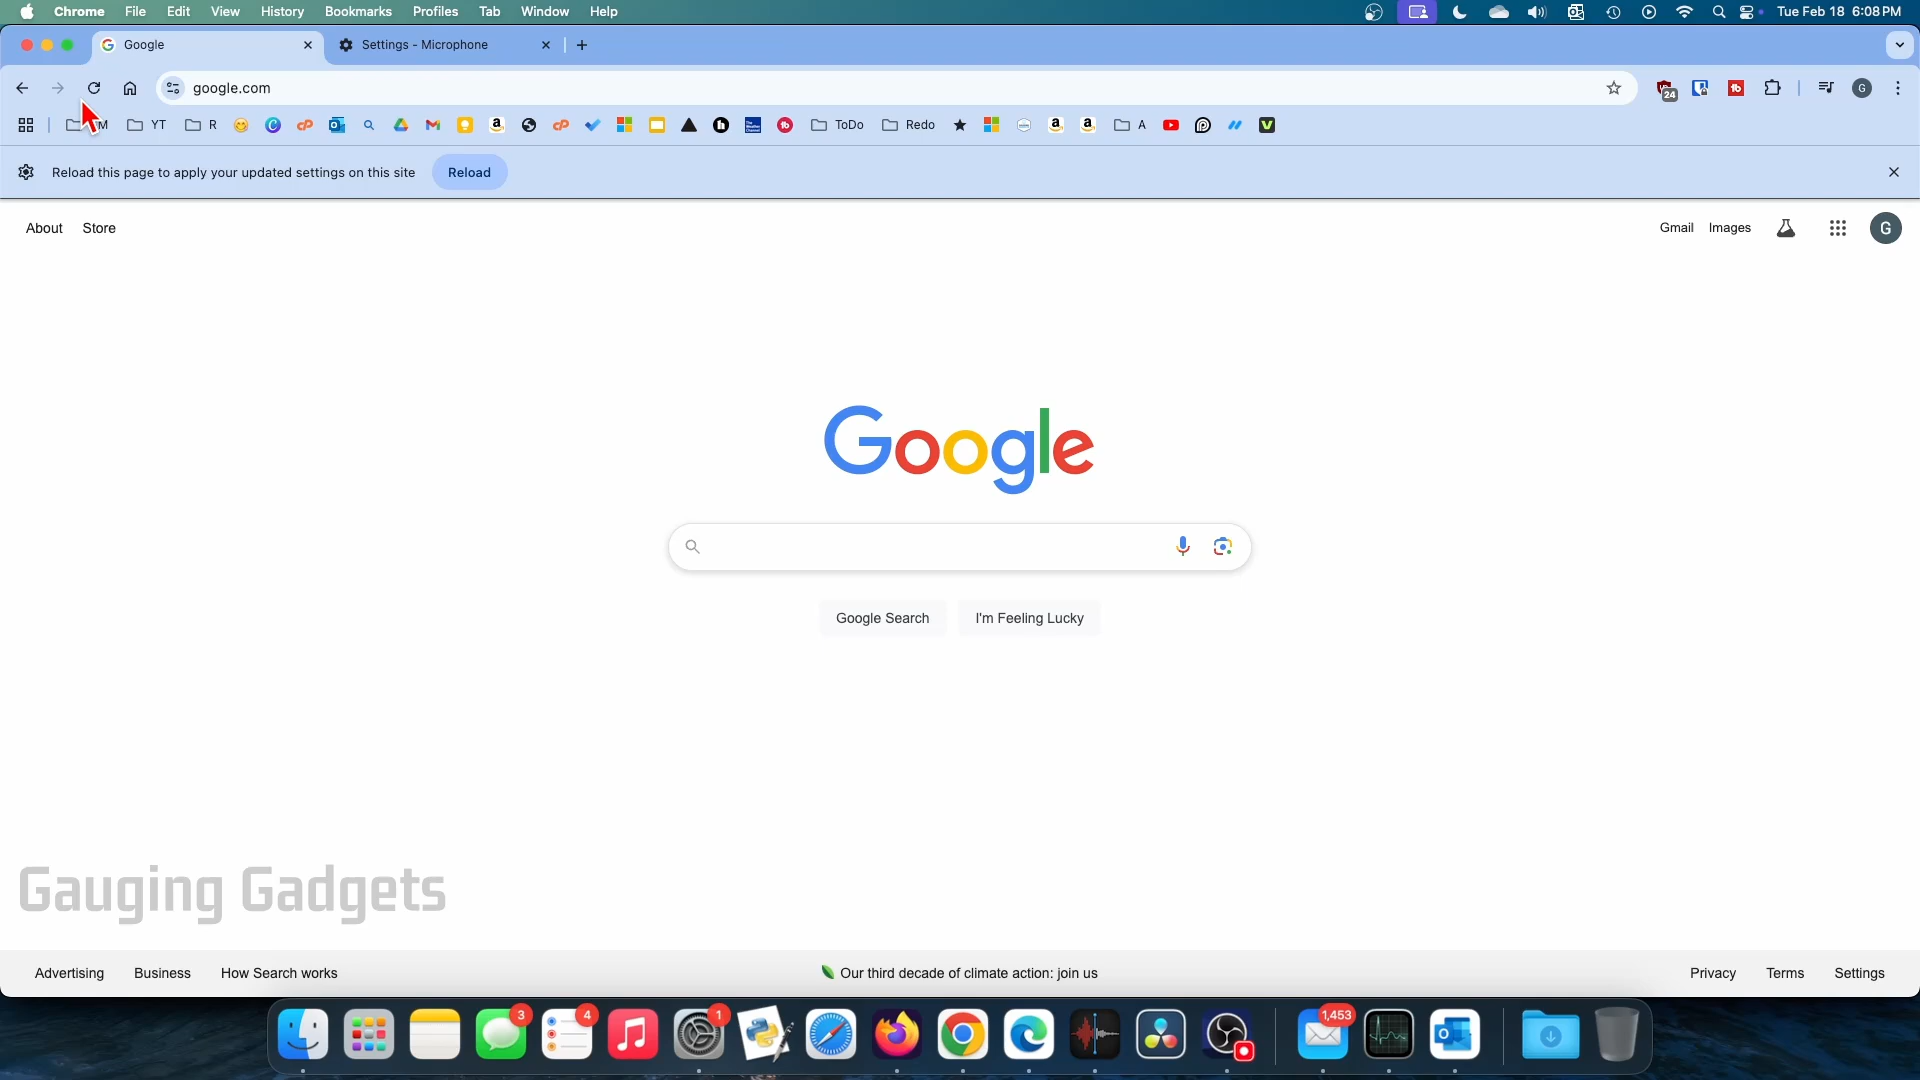 Chrome File Edit View History Bookmarks Profiles Tab Window Help Tue Feb 18 6:08 PM
Google Settings - Microphone
google.com 24 G
YT R ToDo Redo A
Reload this page to apply your updated settings on this site Reload
About Store Gmail Images G
Google
Google Search I'm Feeling Lucky
Gauging Gadgets
Advertising Business How Search works Our third decade of climate action: join us Privacy Terms Settings
3 4 1 1,453